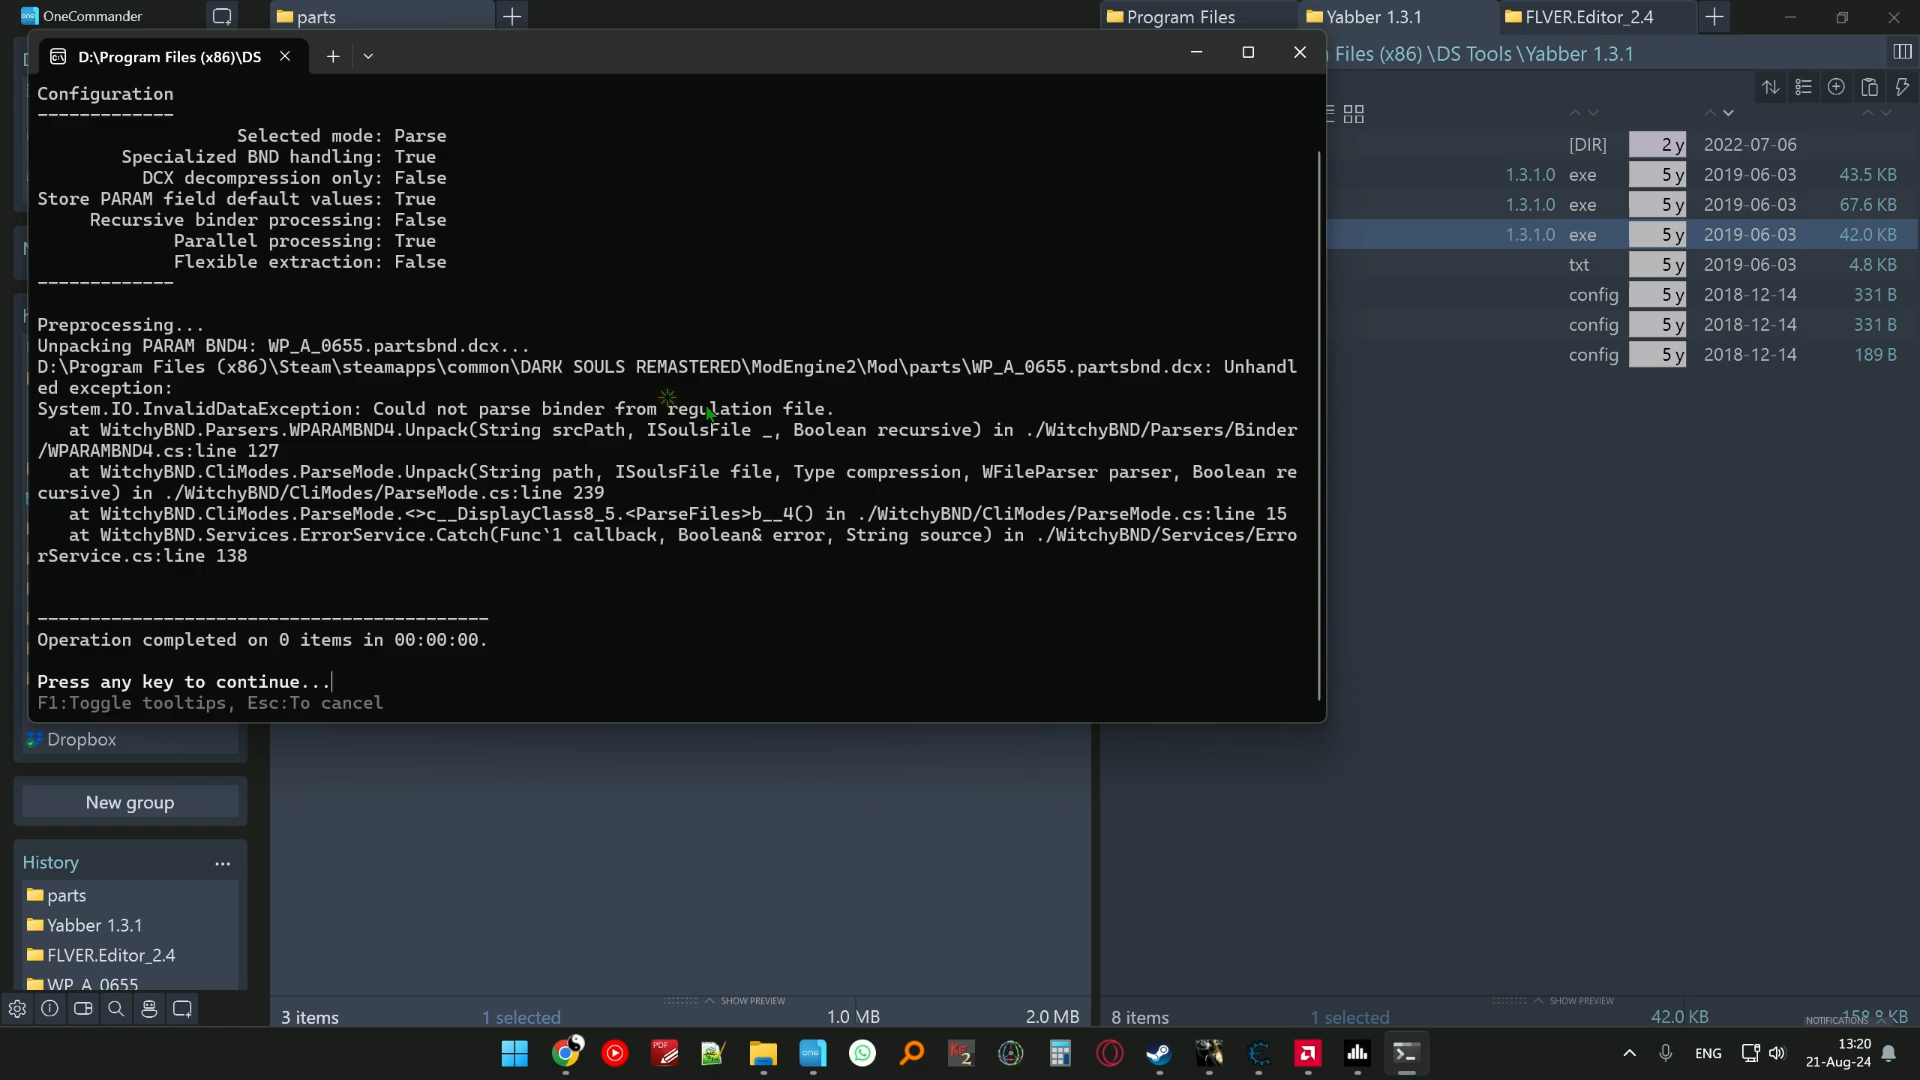 OneCommander
parts
Program Files
Yabber 1.3.1
FLVER.Editor_2.4
D:\Program Files (x86)\DS
Files (x86) \DS Tools \Yabber 1.3.1
Configuration
-------------
Selected mode: Parse
Specialized BND handling: True
DCX decompression only: False
Store PARAM field default values: True
Recursive binder processing: False
Parallel processing: True
Flexible extraction: False
-------------
Preprocessing...
Unpacking PARAM BND4: WP_A_0655.partsbnd.dcx...
D:\Program Files (x86)\Steam\steamapps\common\DARK SOULS REMASTERED\ModEngine2\Mod\parts\WP_A_0655.partsbnd.dcx: Unhandl
ed exception:
System.IO.InvalidDataException: Could not parse binder from regulation file.
at WitchyBND.Parsers.WPARAMBND4.Unpack(String srcPath, ISoulsFile _, Boolean recursive) in ./WitchyBND/Parsers/Binder
/WPARAMBND4.cs:line 127
at WitchyBND.CliModes.ParseMode.Unpack(String path, ISoulsFile file, Type compression, WFileParser parser, Boolean re
cursive) in ./WitchyBND/CliModes/ParseMode.cs:line 239
at WitchyBND.CliModes.ParseMode.<>c__DisplayClass8_5.<ParseFiles>b__4() in ./WitchyBND/CliModes/ParseMode.cs:line 15
at WitchyBND.Services.ErrorService.Catch(Func`1 callback, Boolean& error, String source) in ./WitchyBND/Services/Erro
rService.cs:line 138
-------------------------------------------
Operation completed on 0 items in 00:00:00.
Press any key to continue...
F1:Toggle tooltips, Esc:To cancel
[DIR] 2 y 2022-07-06
1.3.1.0 exe 5 y 2019-06-03 43.5 KB
1.3.1.0 exe 5 y 2019-06-03 67.6 KB
1.3.1.0 exe 5 y 2019-06-03 42.0 KB
txt 5 y 2019-06-03 4.8 KB
config 5 y 2018-12-14 331 B
config 5 y 2018-12-14 331 B
config 5 y 2018-12-14 189 B
Dropbox
New group
History
parts
Yabber 1.3.1
FLVER.Editor_2.4
WP_A_0655
SHOW PREVIEW
SHOW PREVIEW
3 items 1 selected 1.0 MB 2.0 MB
8 items 1 selected 42.0 KB
NOTIFICATIONS
ENG
13:20
21-Aug-24